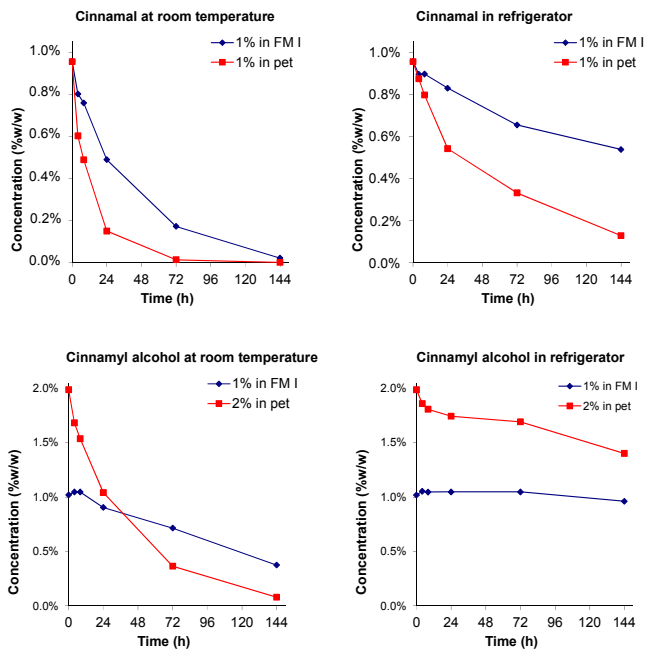 Cinnamal at room temperature
1% in FM I
1% in pet
Concentration (%w/w)
1.0%
0.8%
0.6%
0.4%
0.2%
0.0%
0 24 48 72 96 120 144
Time (h)
Cinnamal in refrigerator
1% in FM I
1% in pet
Concentration (%w/w)
1.0%
0.8%
0.6%
0.4%
0.2%
0.0%
0 24 48 72 96 120 144
Time (h)
Cinnamyl alcohol at room temperature
1% in FM I
2% in pet
Concentration (%w/w)
2.0%
1.5%
1.0%
0.5%
0.0%
0 24 48 72 96 120 144
Time (h)
Cinnamyl alcohol in refrigerator
1% in FM I
2% in pet
Concentration (%w/w)
2.0%
1.5%
1.0%
0.5%
0.0%
0 24 48 72 96 120 144
Time (h)